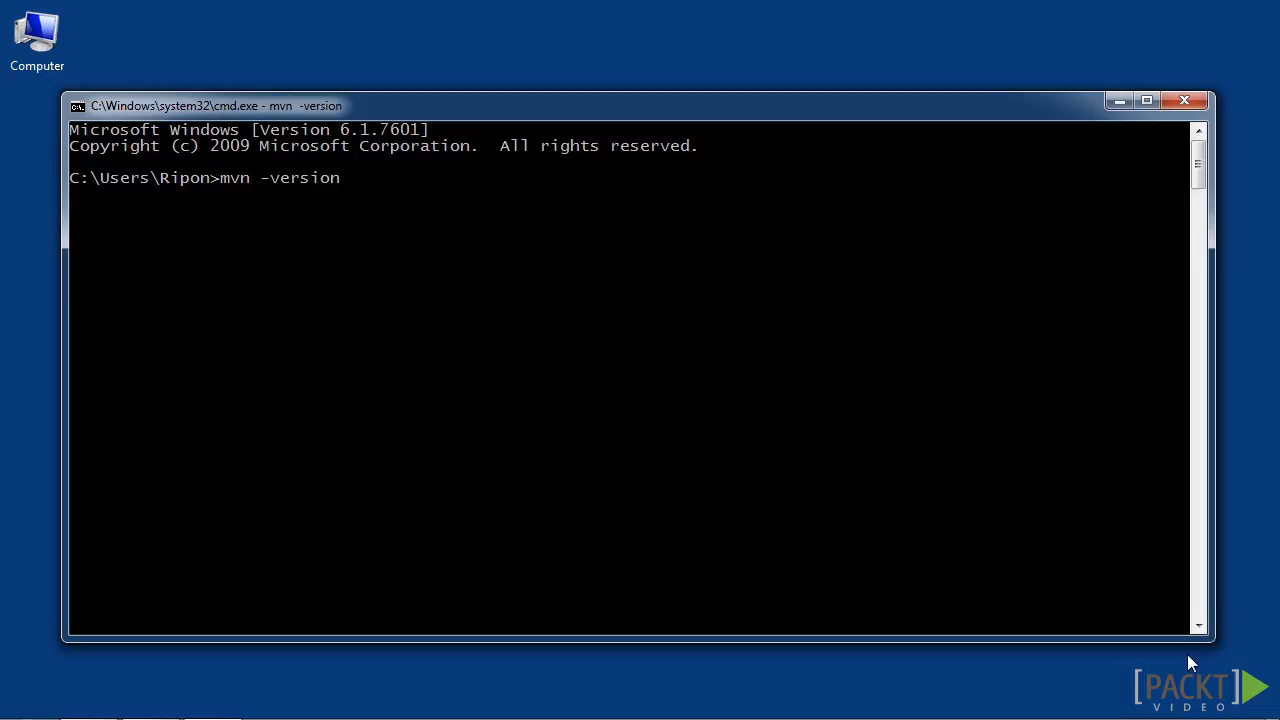 Computer
C:\Windows\system32\cmd.exe - mvn  -version
Microsoft Windows [Version 6.1.7601]
Copyright (c) 2009 Microsoft Corporation.  All rights reserved.
C:\Users\Ripon>mvn -version
[PACKT]
VIDEO